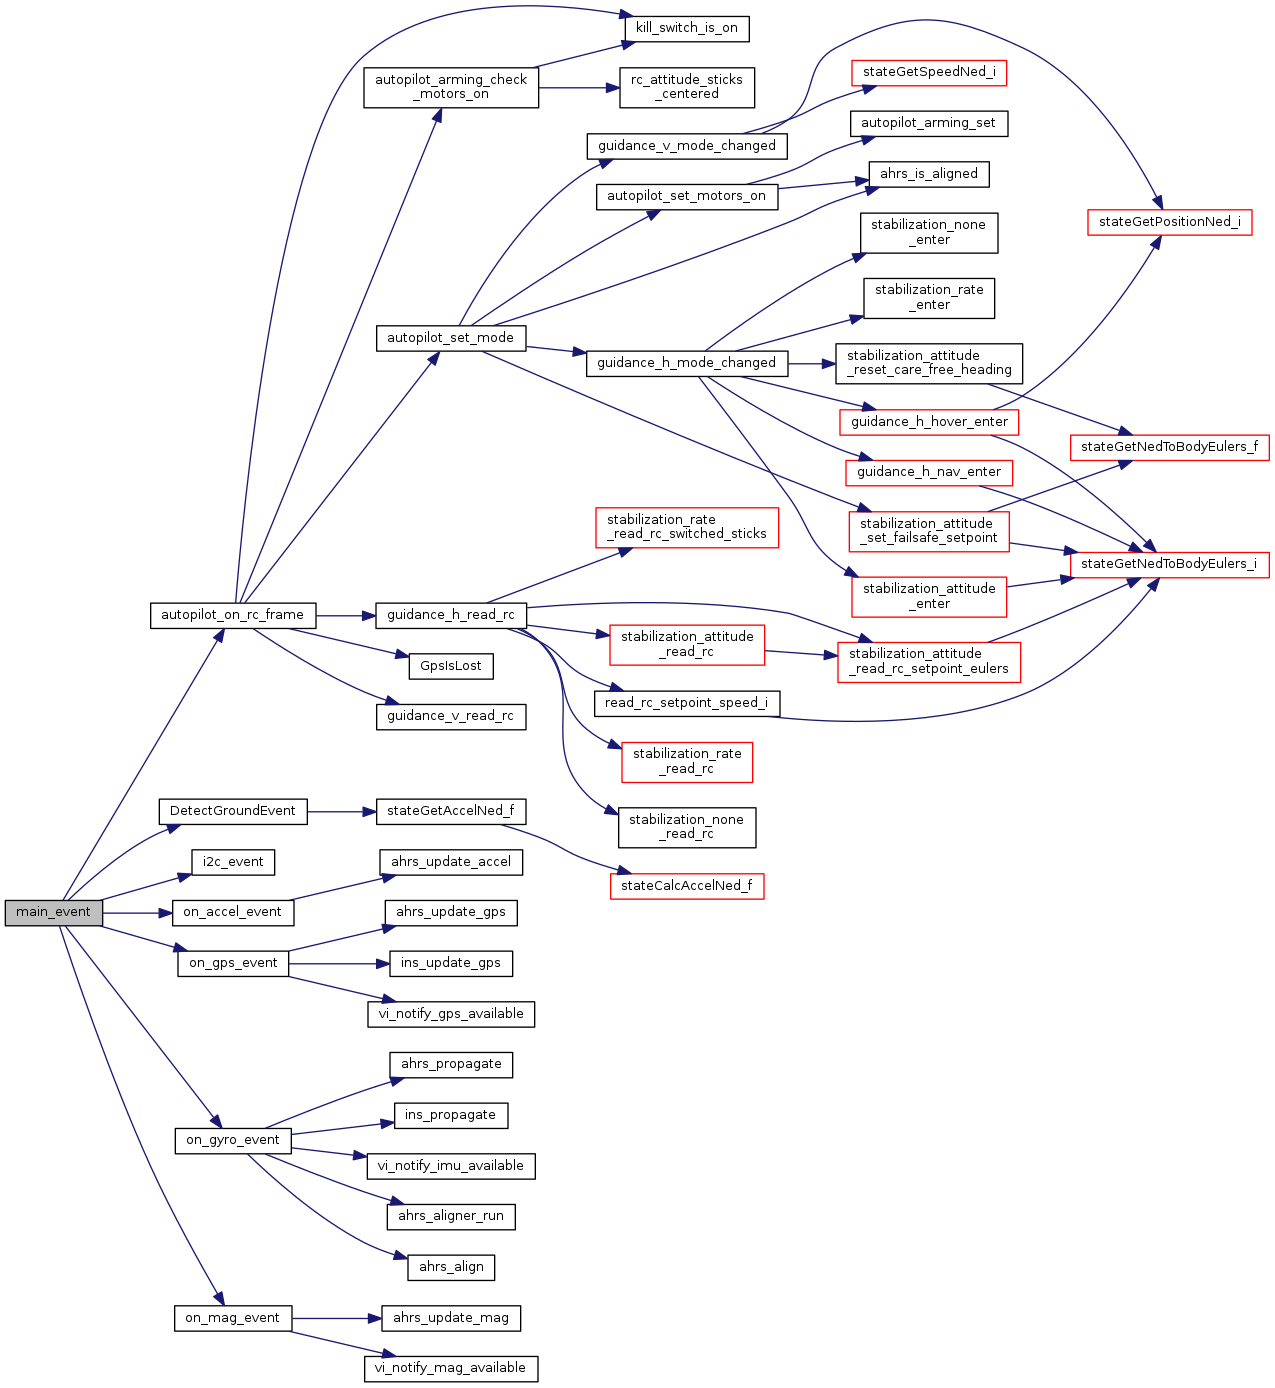 kill_switch_is_on
autopilot_arming_check
_motors_on
rc_attitude_sticks
_centered
stateGetSpeedNed_i
autopilot_arming_set
guidance_v_mode_changed
ahrs_is_aligned
autopilot_set_motors_on
stateGetPositionNed_i
stabilization_none
_enter
stabilization_rate
_enter
autopilot_set_mode
guidance_h_mode_changed
stabilization_attitude
_reset_care_free_heading
guidance_h_hover_enter
stateGetNedToBodyEulers_f
guidance_h_nav_enter
stabilization_attitude
_set_failsafe_setpoint
stabilization_rate
_read_rc_switched_sticks
stateGetNedToBodyEulers_i
stabilization_attitude
_enter
autopilot_on_rc_frame
guidance_h_read_rc
stabilization_attitude
_read_rc
stabilization_attitude
_read_rc_setpoint_eulers
GpsIsLost
read_rc_setpoint_speed_i
guidance_v_read_rc
stabilization_rate
_read_rc
DetectGroundEvent
stateGetAccelNed_f
stabilization_none
_read_rc
i2c_event
ahrs_update_accel
stateCalcAccelNed_f
main_event
on_accel_event
ahrs_update_gps
on_gps_event
ins_update_gps
vi_notify_gps_available
ahrs_propagate
ins_propagate
on_gyro_event
vi_notify_imu_available
ahrs_aligner_run
ahrs_align
on_mag_event
ahrs_update_mag
vi_notify_mag_available